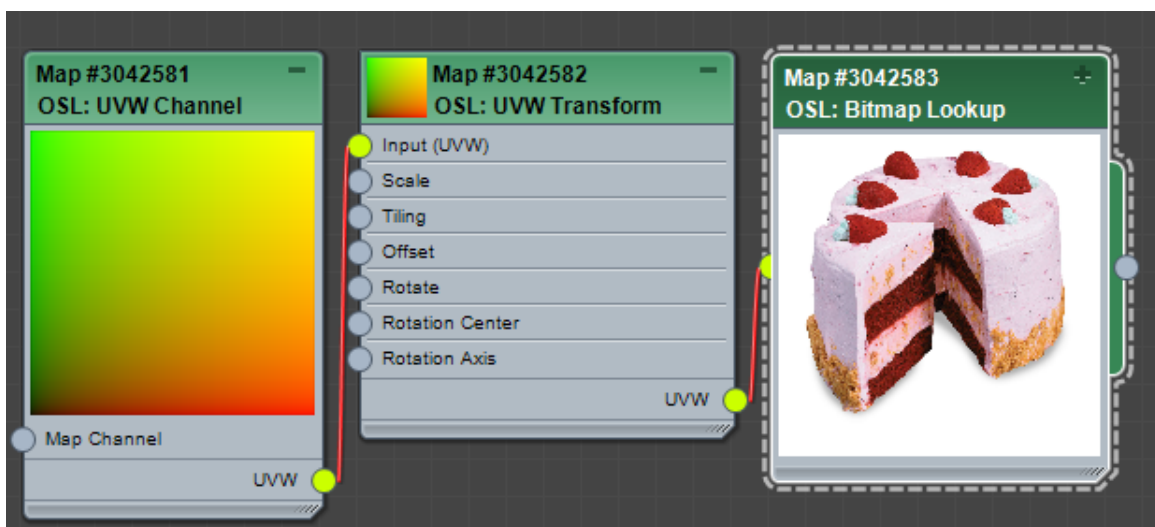 Map #3042581
OSL: UVW Channel
Map Channel
UVW
Map #3042582
OSL: UVW Transform
Input (UVW)
Scale
Tiling
Offset
Rotate
Rotation Center
Rotation Axis
UVW
Map #3042583
OSL: Bitmap Lookup